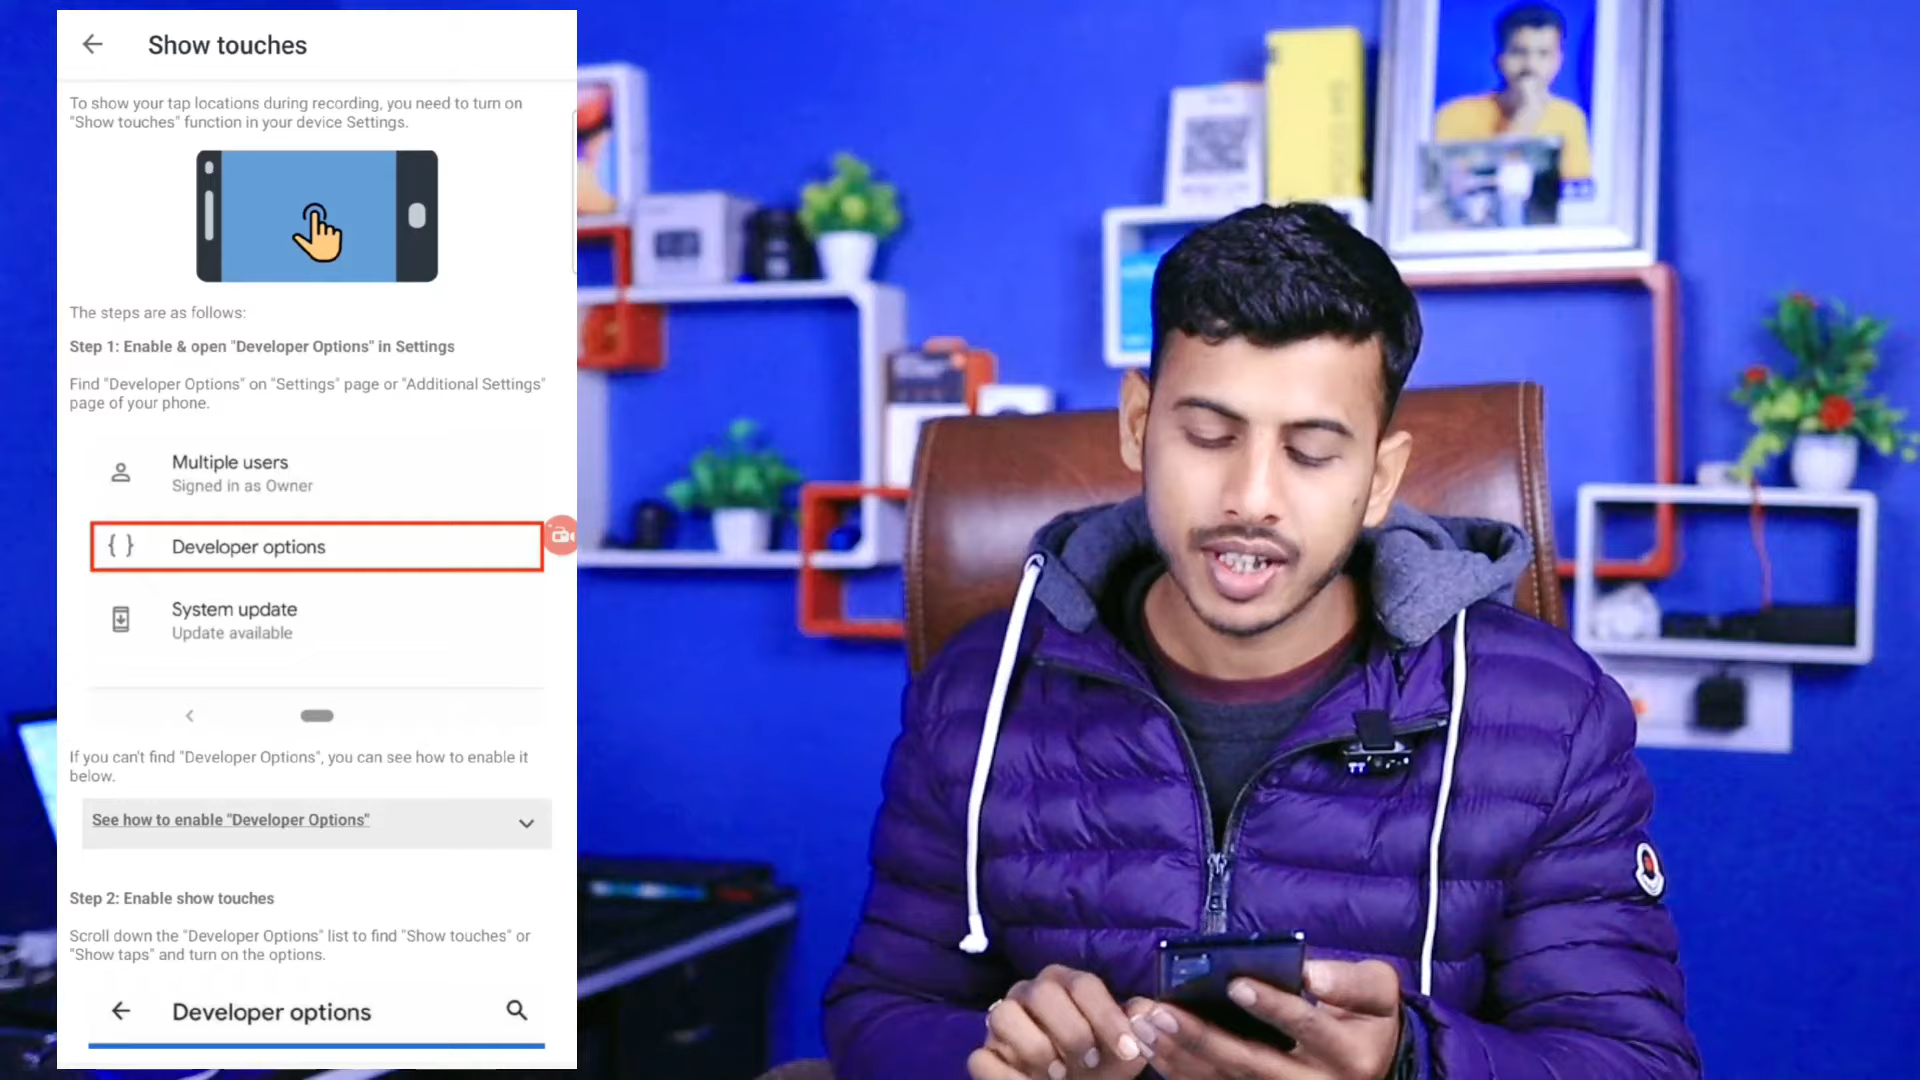 Show touches
To show your tap locations during recording, you need to turn on
"Show touches" function in your device Settings.
The steps are as follows:
Step 1: Enable & open "Developer Options" in Settings
Find "Developer Options" on "Settings" page or "Additional Settings"
page of your phone.
Multiple users
Signed in as Owner
{ } Developer options
System update
Update available
If you can't find "Developer Options", you can see how to enable it
below.
See how to enable "Developer Options"
Step 2: Enable show touches
Scroll down the "Developer Options" list to find "Show touches" or
"Show taps" and turn on the options.
Developer options